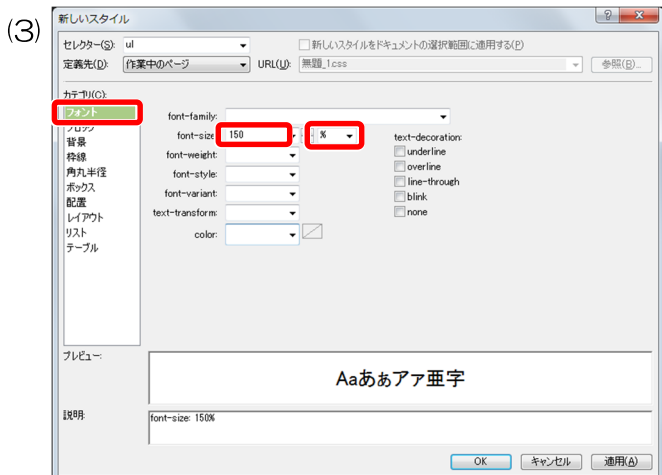 (3)
新しいスタイル
セレクター(S): ul
新しいスタイルをドキュメントの選択範囲に適用する(P)
定義先(D): 作業中のページ URL(U): 無題_1.css 参照(B)...
カテゴリ(C):
フォント
ブロック
背景
枠線
角丸半径
ボックス
配置
レイアウト
リスト
テーブル
font-family:
font-size: 150 %
font-weight:
font-style:
font-variant:
text-transform:
color:
text-decoration:
underline
overline
line-through
blink
none
プレビュー:
Aaあぁアァ亜字
説明:
font-size: 150%
OK キャンセル 適用(A)